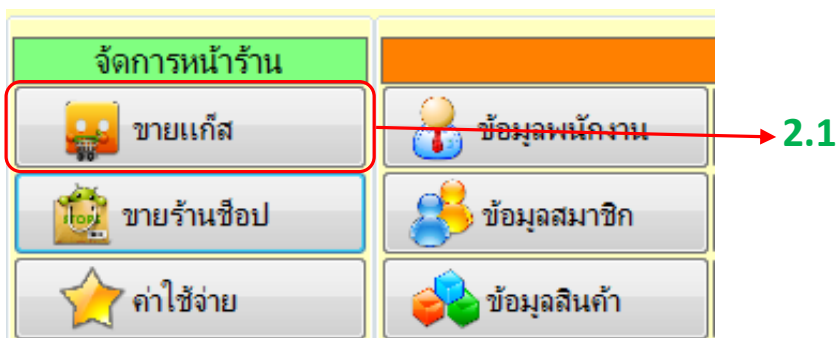 จัดการหน้าร้าน
ขายแก๊ส
ข้อมูลพนักงาน
2.1
ขายร้านช็อป
ข้อมูลสมาชิก
ค่าใช้จ่าย
ข้อมูลสินค้า